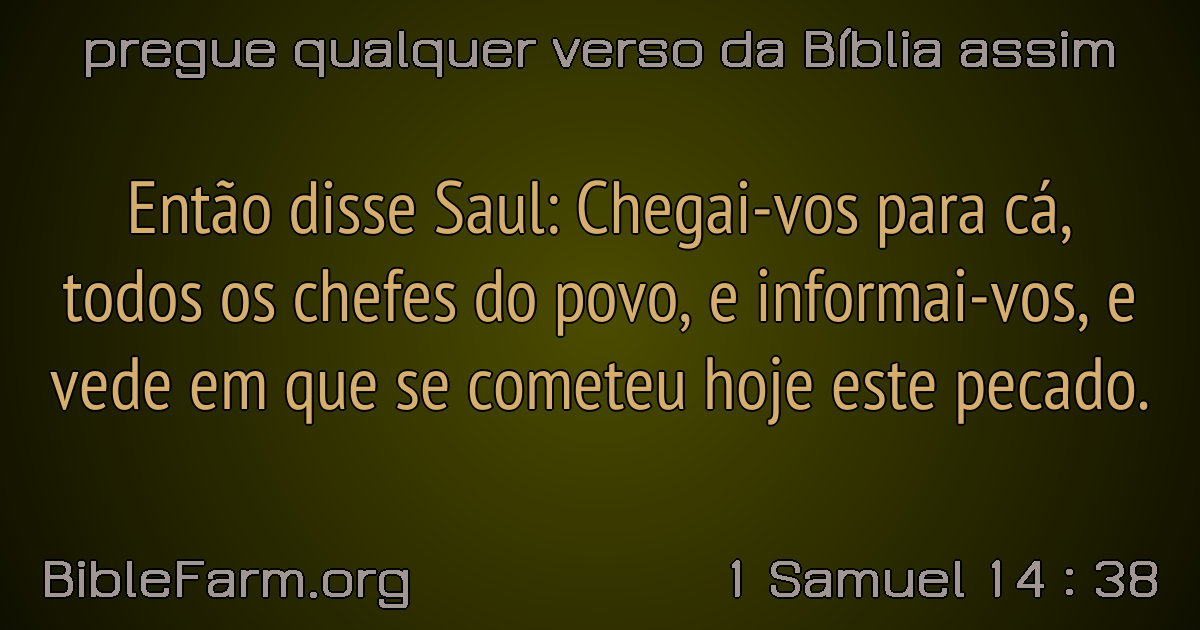 pregue qualquer verso da Bíblia assim
Então disse Saul: Chegai-vos para cá,
todos os chefes do povo, e informai-vos, e
vede em que se cometeu hoje este pecado.
BibleFarm.org
1 Samuel 14 : 38